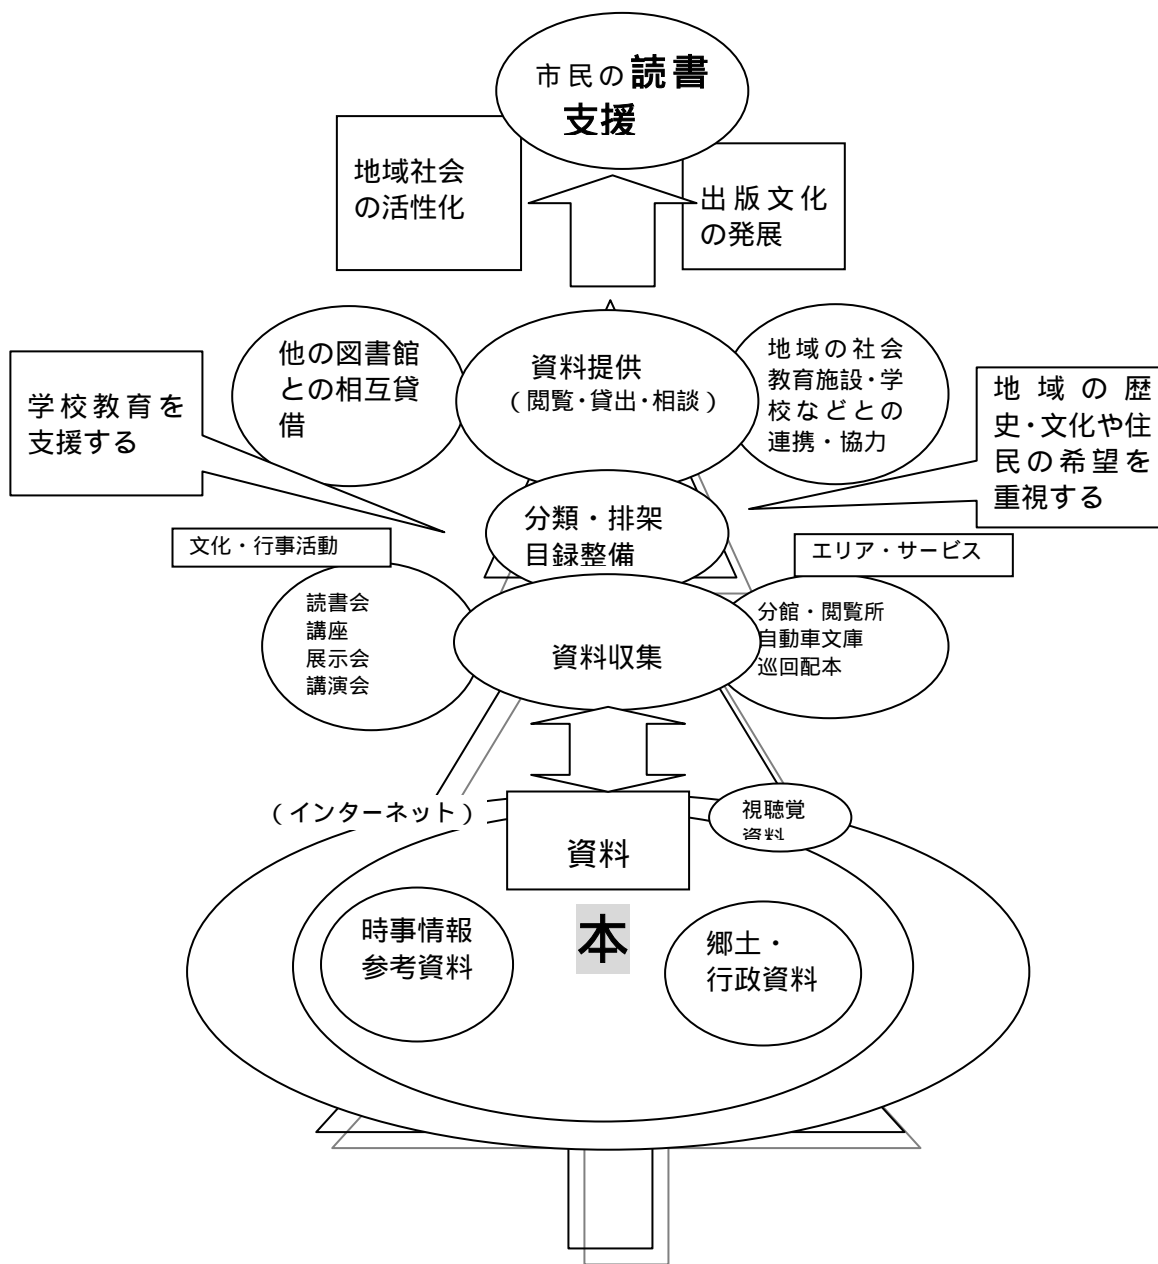 市民の読書
支援
地域社会
の活性化
出版文化
の発展
他の図書館
との相互貸
借
資料提供
（閲覧・貸出・相談）
地域の社会
教育施設・学
校などとの
連携・協力
学校教育を
支援する
地域の歴
史・文化や住
民の希望を
重視する
分類・排架
目録整備
文化・行事活動
エリア・サービス
読書会
講座
展示会
講演会
資料収集
分館・閲覧所
自動車文庫
巡回配本
（インターネット）
視聴覚
資料
資料
本
時事情報
参考資料
郷土・
行政資料